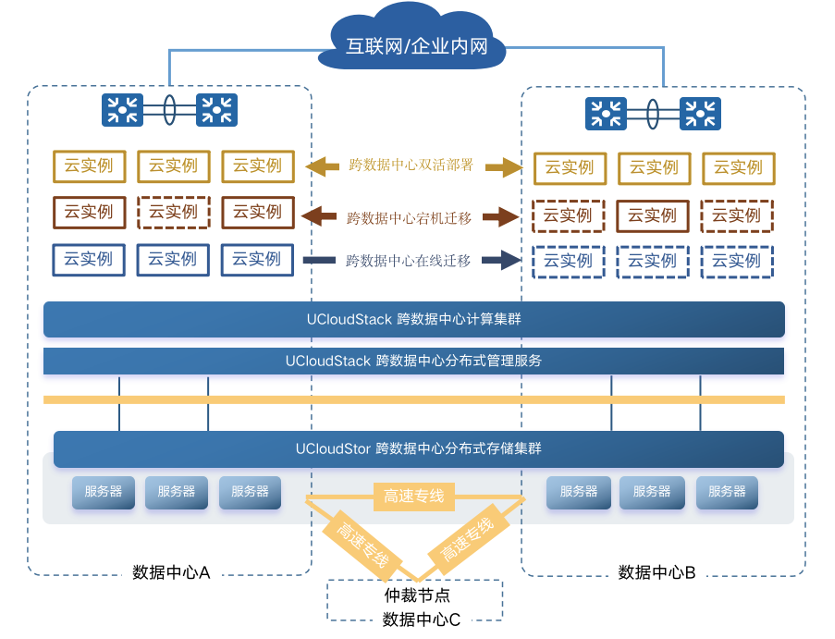 互联网/企业内网
云实例 云实例 云实例 跨数据中心双活部署 云实例 云实例 云实例
云实例 云实例 云实例 跨数据中心宕机迁移 云实例 云实例 云实例
云实例 云实例 云实例 跨数据中心在线迁移 云实例 云实例 云实例
UCloudStack 跨数据中心计算集群
UCloudStack 跨数据中心分布式管理服务
UCloudStor 跨数据中心分布式存储集群
服务器 服务器 服务器 高速专线 服务器 服务器 服务器
高速专线 高速专线
数据中心A 数据中心B
仲裁节点
数据中心C